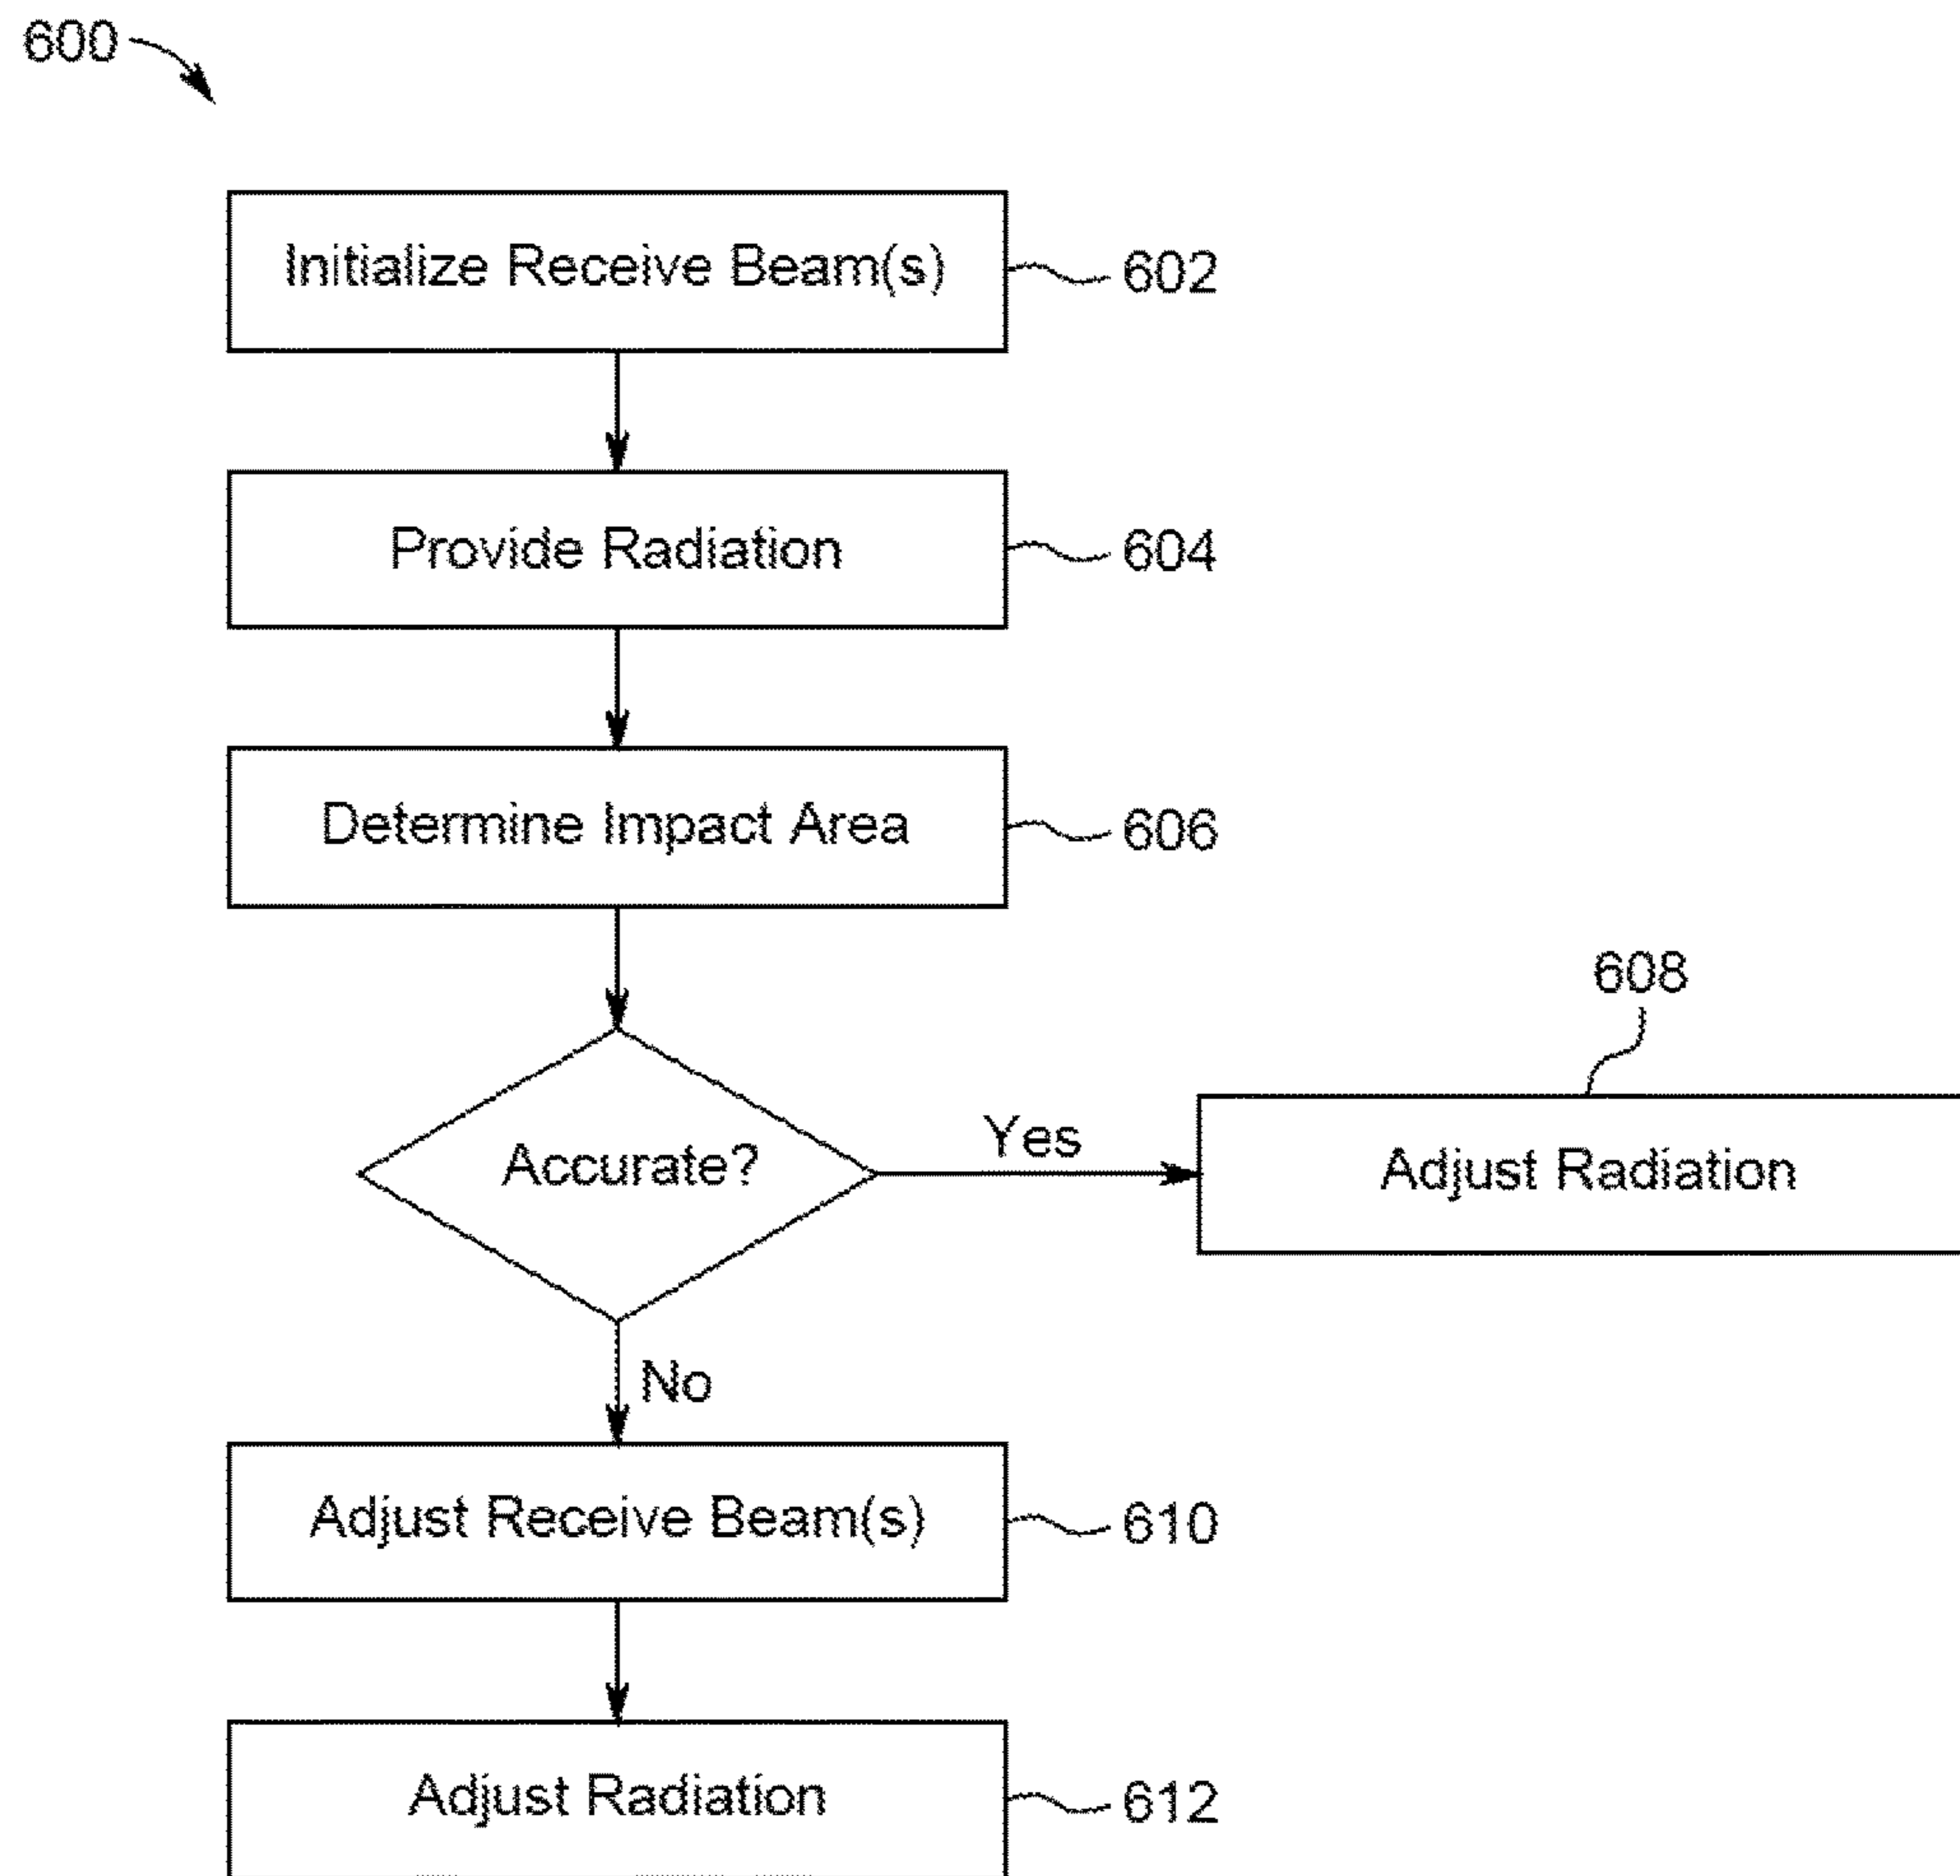 600
Initialize Receive Beam(s)
602
Provide Radiation
604
Determine Impact Area
606
608
Accurate?
Yes
Adjust Radiation
No
Adjust Receive Beam(s)
610
Adjust Radiation
612